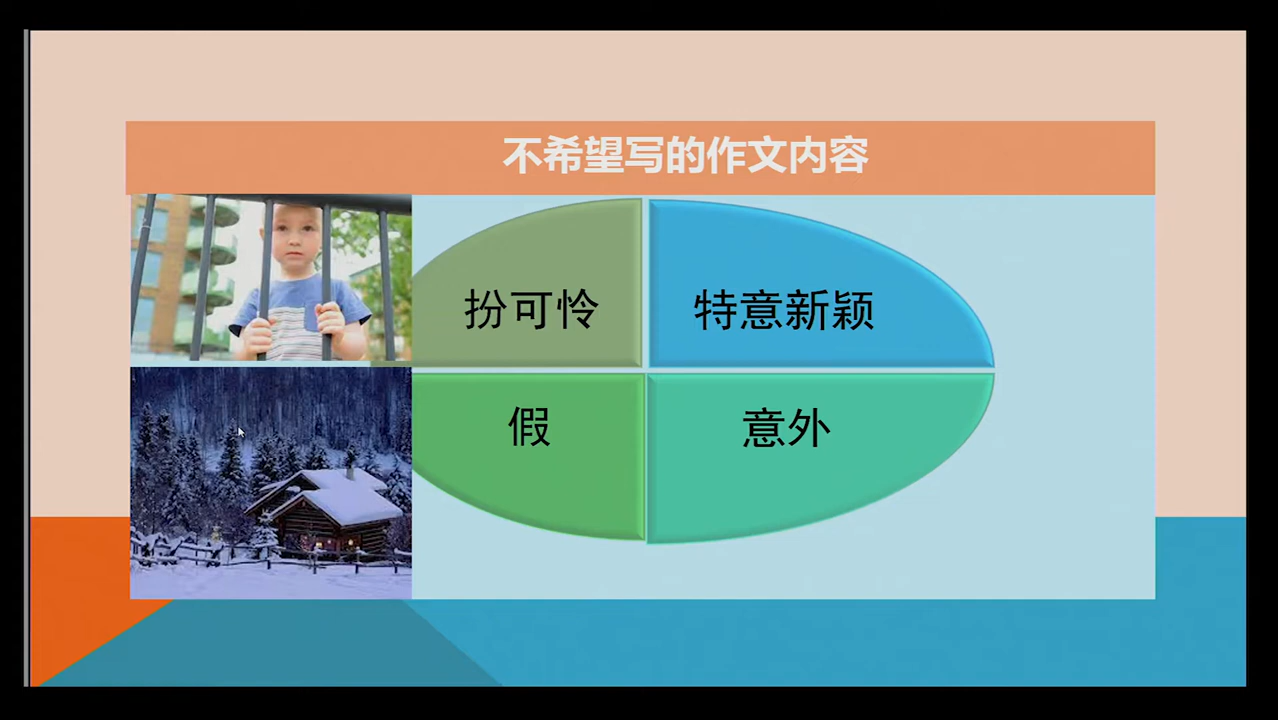 不希望写的作文内容
扮可怜
特意新颖
假
意外